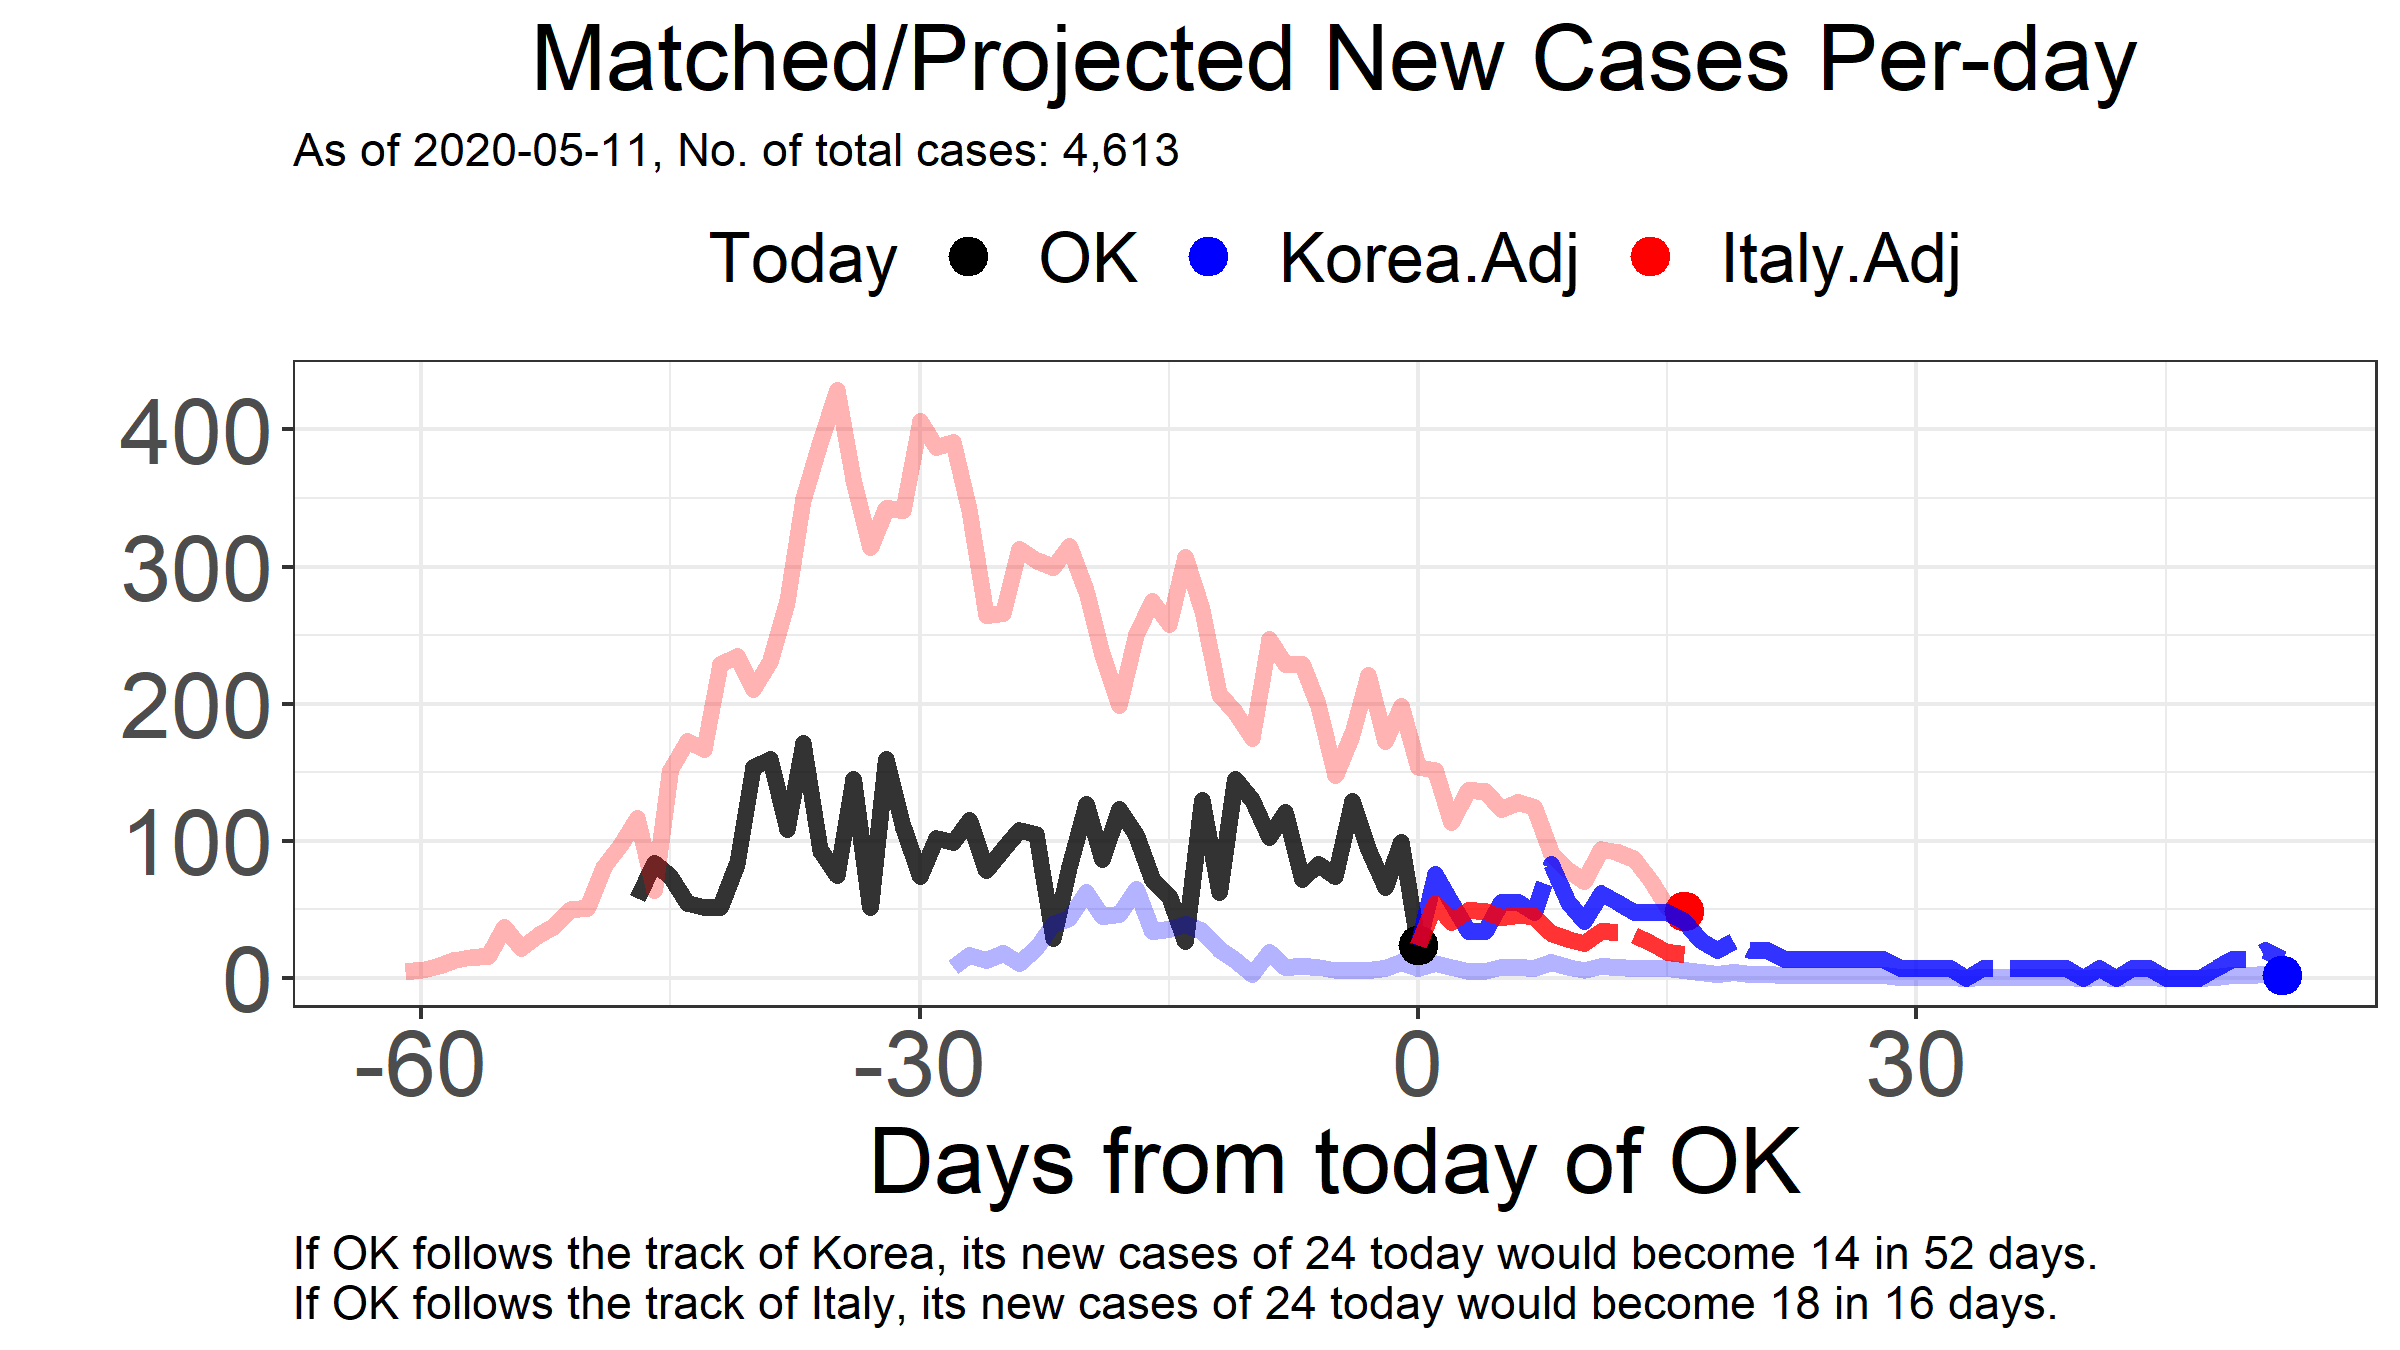 Matched/Projected New Cases Per-day
As of 2020-05-11, No. of total cases: 4,613
Today OK Korea.Adj Italy.Adj
400
300
200
100
0
-60 -30 0 30
Days from today of OK
If OK follows the track of Korea, its new cases of 24 today would become 14 in 52 days.
If OK follows the track of Italy, its new cases of 24 today would become 18 in 16 days.